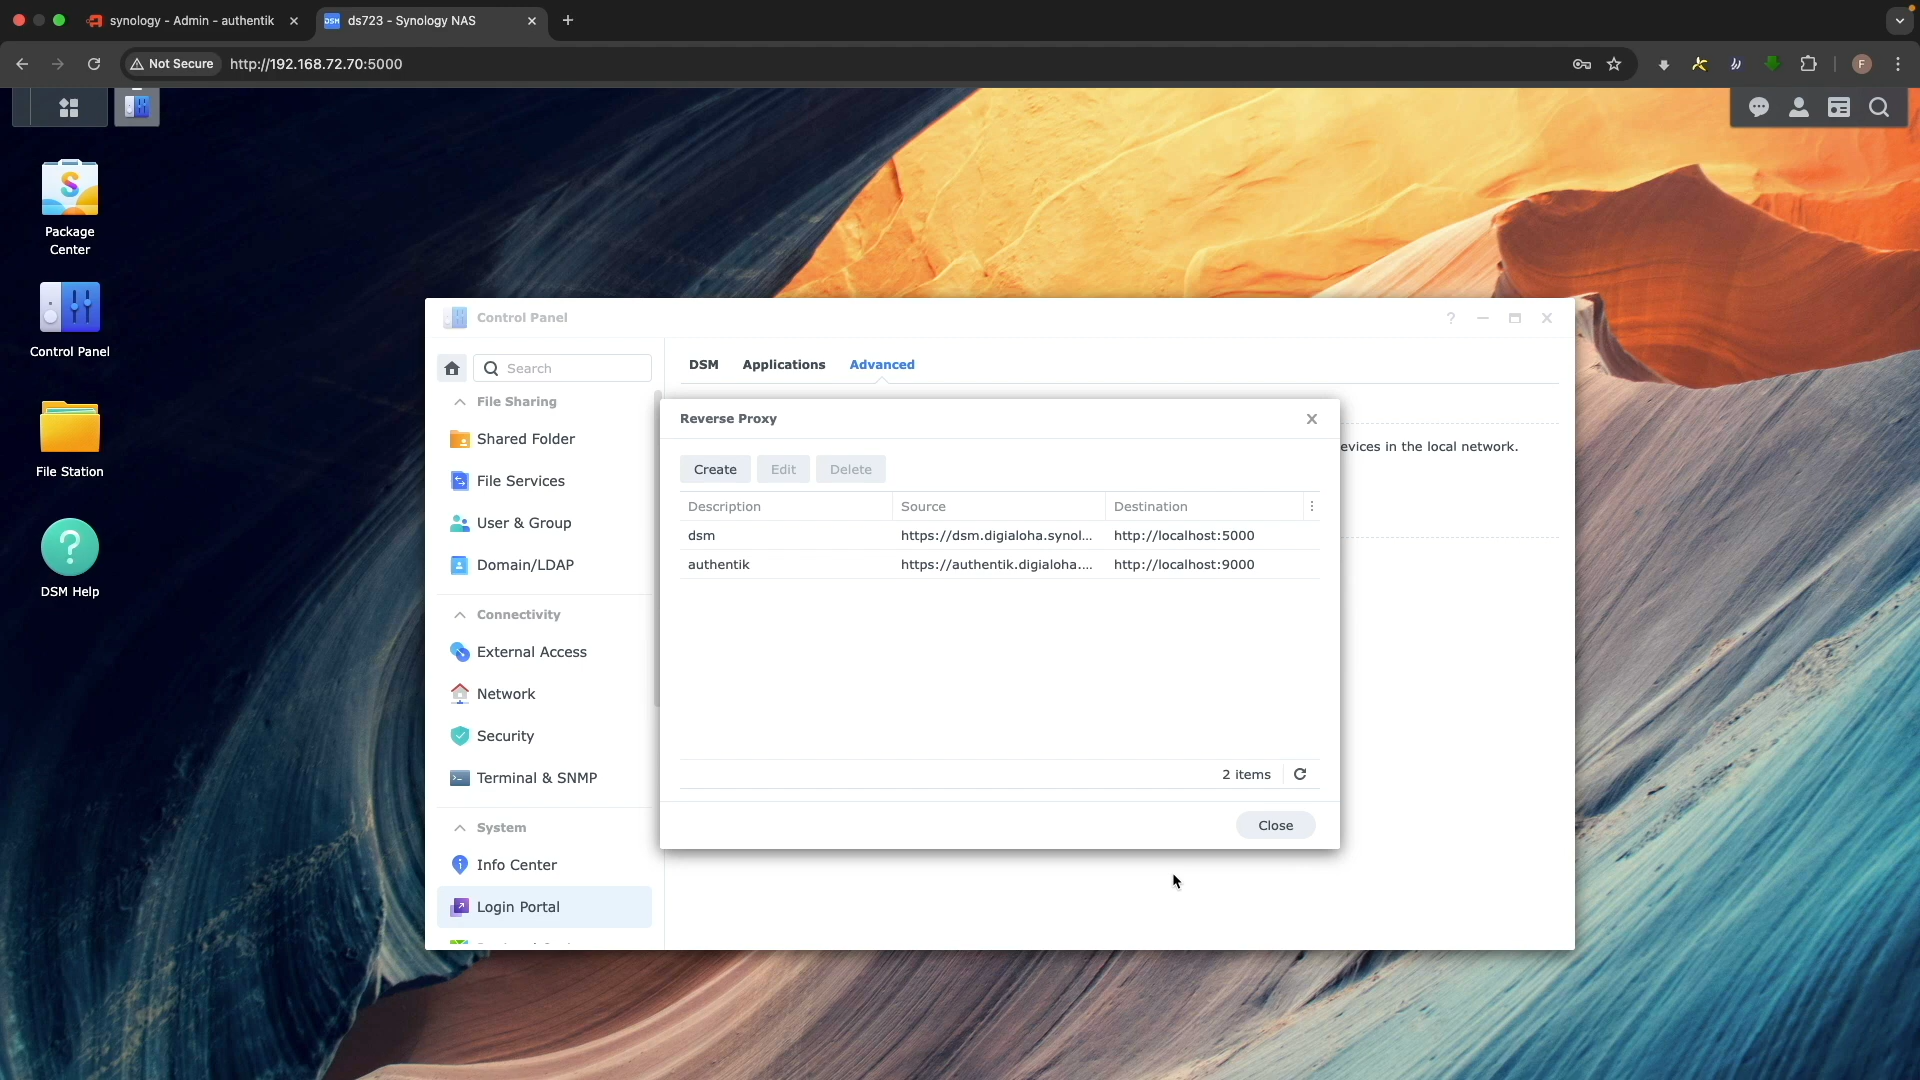 synology - Admin - authentik
ds723 - Synology NAS
Not Secure
http://192.168.72.70:5000
F
Package
Center
Control Panel
File Station
DSM Help
Control Panel
Search
File Sharing
Shared Folder
File Services
User & Group
Domain/LDAP
Connectivity
External Access
Network
Security
Terminal & SNMP
System
Info Center
Login Portal
DSM Applications Advanced
evices in the local network.
Reverse Proxy
Create Edit Delete
Description Source Destination
dsm https://dsm.digialoha.synol... http://localhost:5000
authentik https://authentik.digialoha.... http://localhost:9000
2 items
Close